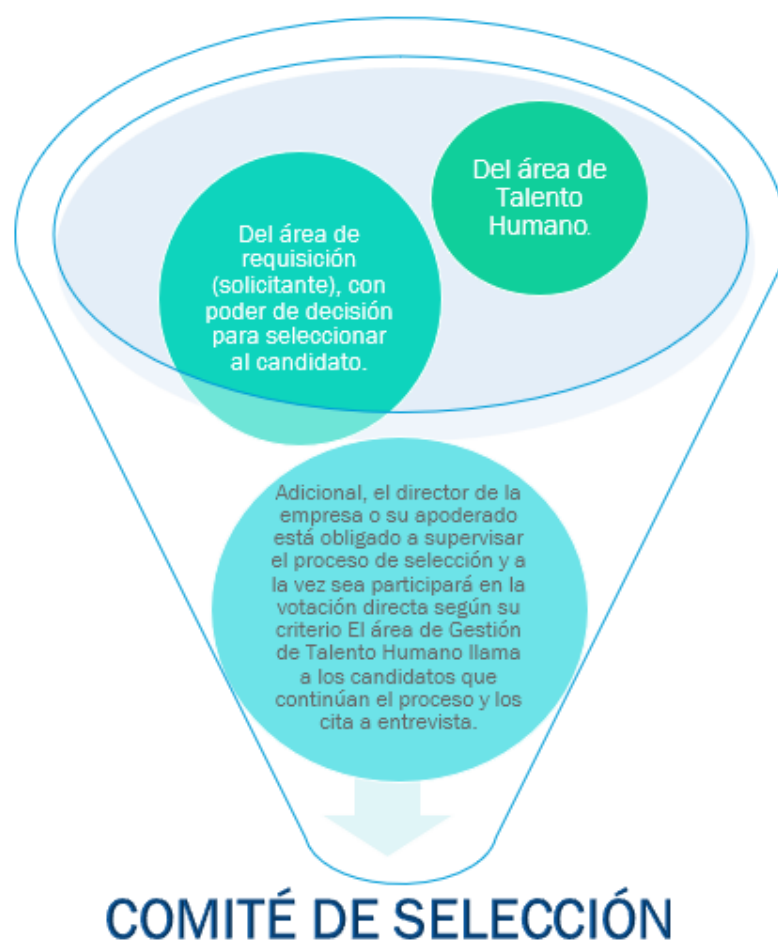 Del área de
Talento
Humano.
Del área de
requisición
(solicitante), con
poder de decisión
para seleccionar
al candidato.
Adicional, el director de la
empresa o su apoderado
está obligado a supervisar
el proceso de selección y a
la vez sea participará en la
votación directa según su
criterio El área de Gestión
de Talento Humano llama
a los candidatos que
continúan el proceso y los
cita a entrevista.
COMITÉ DE SELECCIÓN